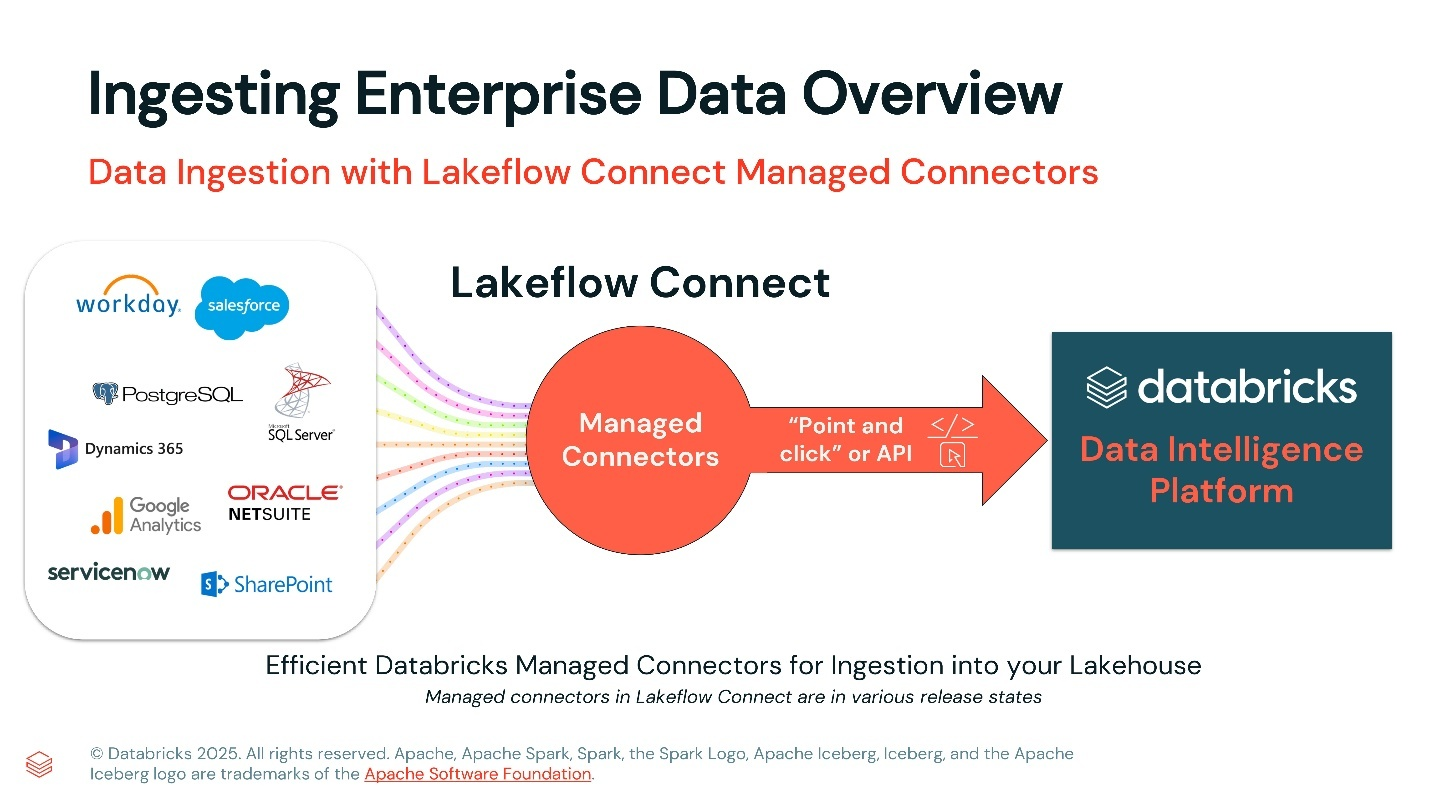 Ingesting Enterprise Data Overview
Data Ingestion with Lakeflow Connect Managed Connectors
workday.
salesforce
PostgreSQL
Microsoft
SQL Server
Dynamics 365
Google
Analytics
ORACLE
NETSUITE
servicenow
S
SharePoint
Lakeflow Connect
Managed
Connectors
“Point and
click” or API
</>
databricks
Data Intelligence
Platform
Efficient Databricks Managed Connectors for Ingestion into your Lakehouse
Managed connectors in Lakeflow Connect are in various release states
© Databricks 2025. All rights reserved. Apache, Apache Spark, Spark, the Spark Logo, Apache Iceberg, Iceberg, and the Apache
Iceberg logo are trademarks of the Apache Software Foundation.